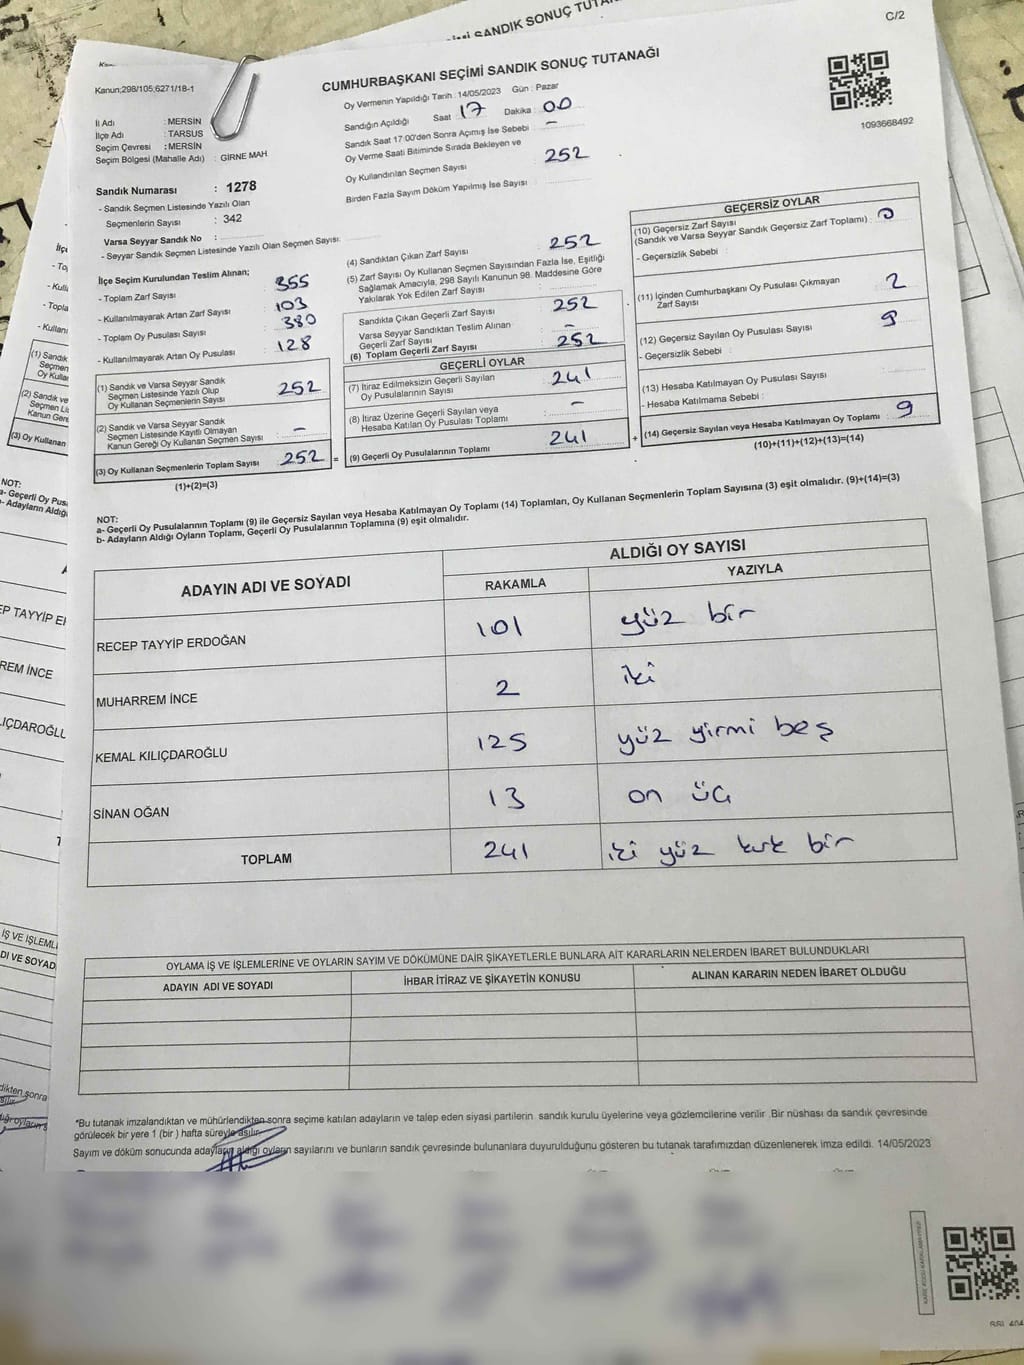 SANDIK SONUÇ TUTA
C/2
Kanun;298/105;6271/18-1
CUMHURBAŞKANI SEÇİMİ SANDIK SONUÇ TUTANAĞI
Oy Vermenin Yapıldığı Tarih : 14/05/2023 Gün : Pazar
Sandığın Açıldığı Saat 17 Dakika : 00
Sandık Saat 17:00'den Sonra Açımış İse Sebebi : -
Oy Verme Saati Bitiminde Sırada Bekleyen ve
Oy Kullandırılan Seçmen Sayısı : 252
Birden Fazla Sayım Döküm Yapılmış İse Sayısı :
1093668492
İl Adı : MERSİN
İlçe Adı : TARSUS
Seçim Çevresi : MERSİN
Seçim Bölgesi (Mahalle Adı) : GİRNE MAH
Sandık Numarası : 1278
- Sandık Seçmen Listesinde Yazılı Olan
Seçmenlerin Sayısı : 342
Varsa Seyyar Sandık No :
- Seyyar Sandık Seçmen Listesinde Yazılı Olan Seçmen Sayısı:
İlçe Seçim Kurulundan Teslim Alınan;
- Toplam Zarf Sayısı : 355
- Kullanılmayarak Artan Zarf Sayısı : 103
- Toplam Oy Pusulası Sayısı : 380
- Kullanılmayarak Artan Oy Pusulası : 128
(1) Sandık ve Varsa Seyyar Sandık
Seçmen Listesinde Yazılı Olup
Oy Kullanan Seçmenlerin Sayısı : 252
(2) Sandık ve Varsa Seyyar Sandık
Seçmen Listesinde Kayıtlı Olmayan
Kanun Gereği Oy Kullanan Seçmen Sayısı : -
(3) Oy Kullanan Seçmenlerin Toplam Sayısı : 252 =
(1)+(2)=(3)
(4) Sandıktan Çıkan Zarf Sayısı : 252
(5) Zarf Sayısı Oy Kullanan Seçmen Sayısından Fazla İse, Eşitliği
Sağlamak Amacıyla, 298 Sayılı Kanunun 98. Maddesine Göre
Yakılarak Yok Edilen Zarf Sayısı :
Sandıkta Çıkan Geçerli Zarf Sayısı : 252
Varsa Seyyar Sandıktan Teslim Alınan
Geçerli Zarf Sayısı : -
(6) Toplam Geçerli Zarf Sayısı : 252
GEÇERLİ OYLAR
(7) İtiraz Edilmeksizin Geçerli Sayılan
Oy Pusulalarının Sayısı : 241
(8) İtiraz Üzerine Geçerli Sayılan veya
Hesaba Katılan Oy Pusulası Toplamı : -
(9) Geçerli Oy Pusulalarının Toplamı : 241 +
GEÇERSİZ OYLAR
(10) Geçersiz Zarf Sayısı
(Sandık ve Varsa Seyyar Sandık Geçersiz Zarf Toplamı) : 0
- Geçersizlik Sebebi :
(11) İçinden Cumhurbaşkanı Oy Pusulası Çıkmayan
Zarf Sayısı : 2
(12) Geçersiz Sayılan Oy Pusulası Sayısı : 9
- Geçersizlik Sebebi :
(13) Hesaba Katılmayan Oy Pusulası Sayısı :
- Hesaba Katılmama Sebebi :
(14) Geçersiz Sayılan veya Hesaba Katılmayan Oy Toplamı : 9
(10)+(11)+(12)+(13)=(14)
NOT:
a- Geçerli Oy Pusulalarının Toplamı (9) ile Geçersiz Sayılan veya Hesaba Katılmayan Oy Toplamı (14) Toplamları, Oy Kullanan Seçmenlerin Toplam Sayısına (3) eşit olmalıdır. (9)+(14)=(3)
b- Adayların Aldığı Oyların Toplamı, Geçerli Oy Pusulalarının Toplamına (9) eşit olmalıdır.
ADAYIN ADI VE SOYADI
ALDIĞI OY SAYISI
RAKAMLA YAZIYLA
RECEP TAYYİP ERDOĞAN 101 yüz bir
MUHARREM İNCE 2 iki
KEMAL KILIÇDAROĞLU 125 yüz yirmi beş
SİNAN OĞAN 13 on üç
TOPLAM 241 iki yüz kırk bir
OYLAMA İŞ VE İŞLEMLERİNE VE OYLARIN SAYIM VE DÖKÜMÜNE DAİR ŞİKAYETLERLE BUNLARA AİT KARARLARIN NELERDEN İBARET BULUNDUKLARI
ADAYIN ADI VE SOYADI İHBAR İTİRAZ VE ŞİKAYETİN KONUSU ALINAN KARARIN NEDEN İBARET OLDUĞU
*Bu tutanak imzalandıktan ve mühürlendikten sonra seçime katılan adayların ve talep eden siyasi partilerin. sandık kurulu üyelerine veya gözlemcilerine verilir .Bir nüshası da sandık çevresinde
görülecek bir yere 1 (bir ) hafta süreyle asılır.
Sayım ve döküm sonucunda adayların aldığı oyların sayılarını ve bunların sandık çevresinde bulunanlara duyurulduğunu gösteren bu tutanak tarafımızdan düzenlenerek imza edildi. 14/05/2023